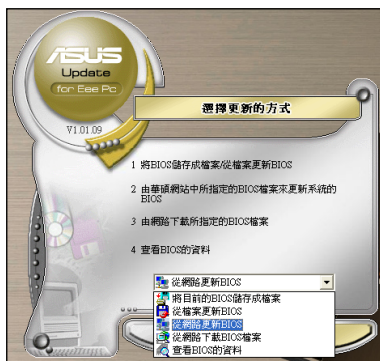 ASUS
Update
for Eee Pc
V1.01.09
選擇更新的方式
1 將BIOS儲存成檔案/從檔案更新BIOS
2 由華碩網站中所指定的BIOS檔案來更新系統的
BIOS
3 由網路下載所指定的BIOS檔案
4 查看BIOS的資料
從網路更新BIOS
將目前的BIOS儲存成檔案
從檔案更新BIOS
從網路更新BIOS
從網路下載BIOS檔案
查看BIOS的資料